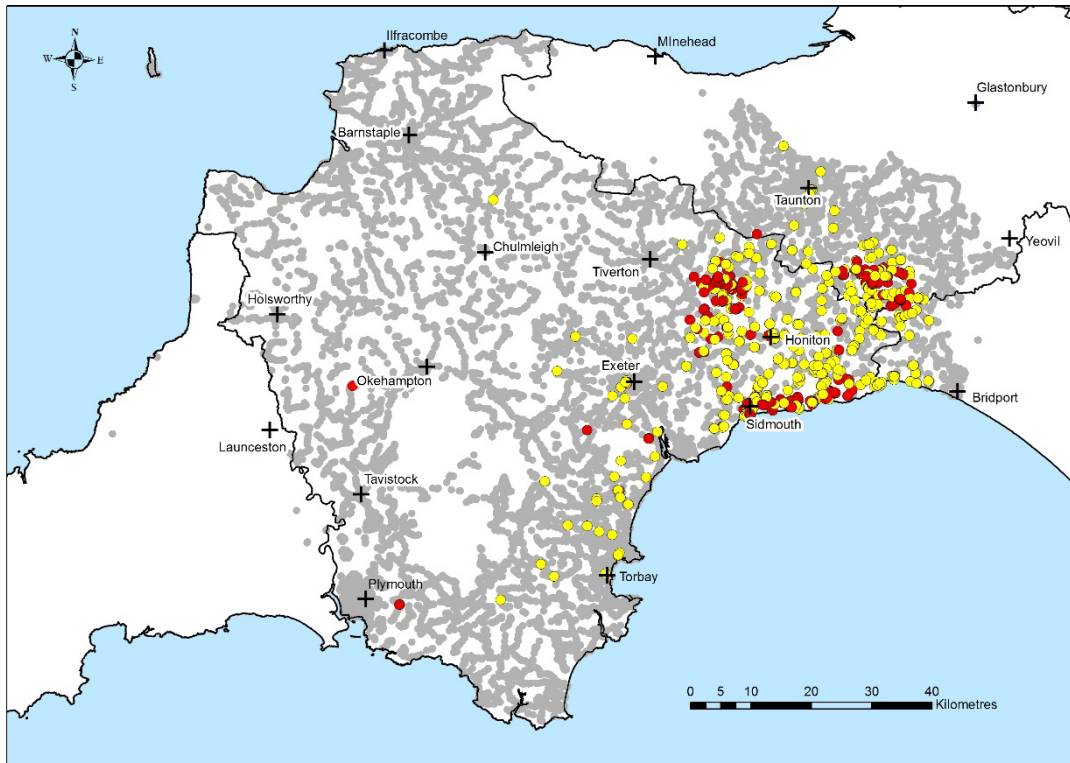 Ilfracombe
MInehead
N
W
E
S
Glastonbury
Barnstaple
Taunton
Yeovil
Chulmleigh
Tiverton
Holsworthy
Honiton
Exeter
Okehampton
Bridport
Sidmouth
Launceston
Tavistock
Torbay
Plymouth
0 5 10 20 30 40
Kilometres